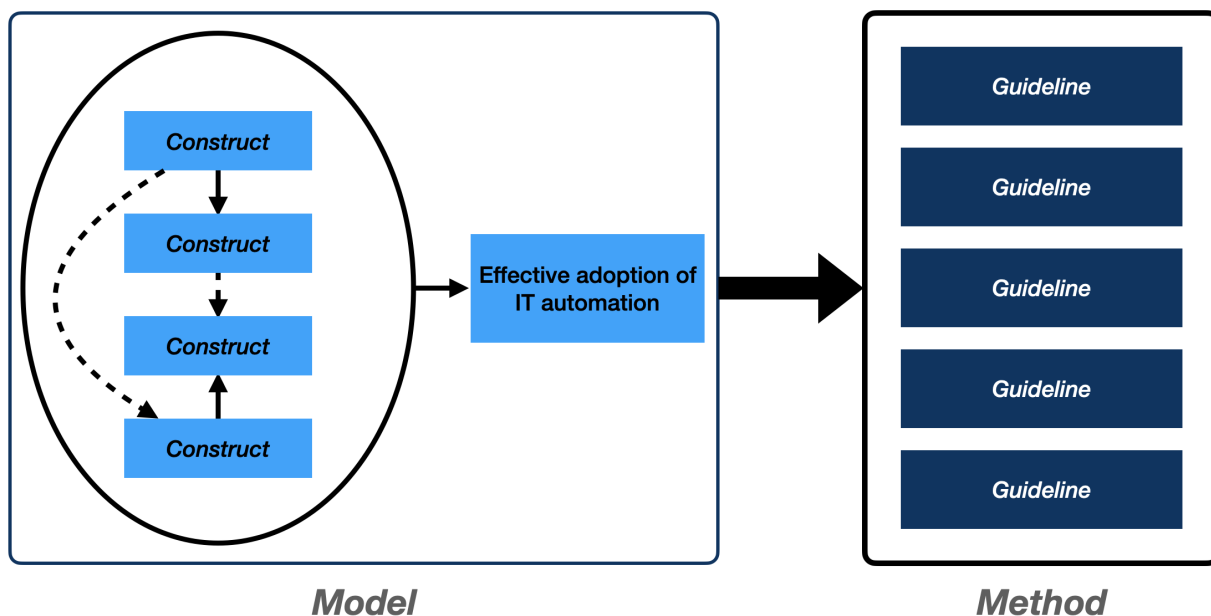 Construct
Construct
Construct
Construct
Effective adoption of
IT automation
Model
Guideline
Guideline
Guideline
Guideline
Guideline
Method